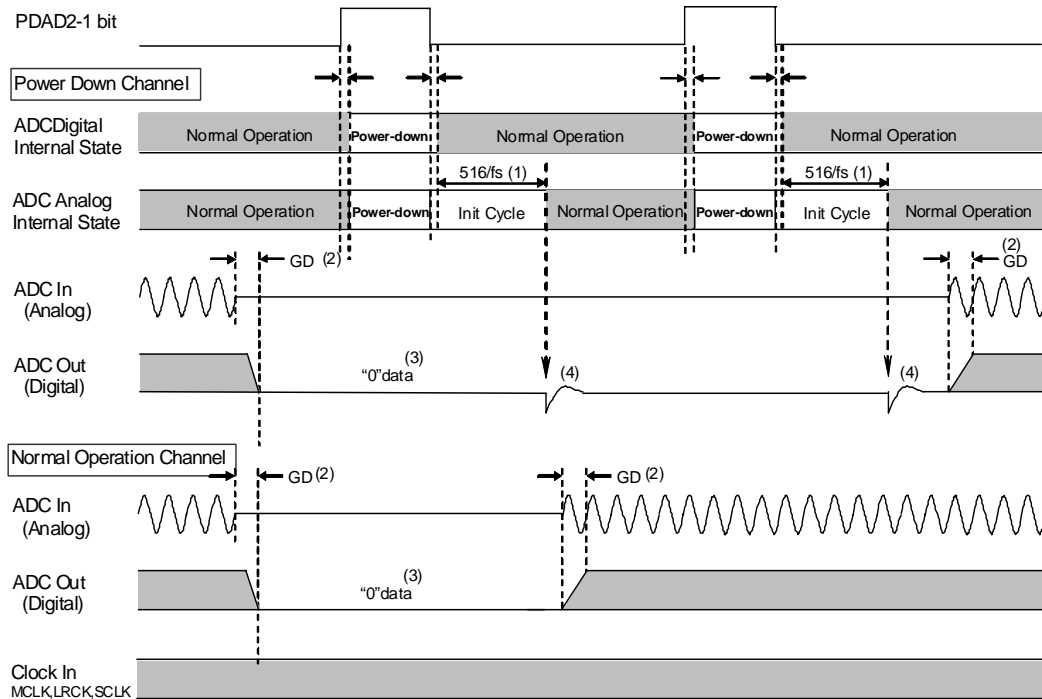 PDAD2-1 bit
Power Down Channel
ADCDigital
Internal State
Normal Operation
Power-down
Normal Operation
Power-down
Normal Operation
516/fs (1)
516/fs (1)
ADC Analog
Internal State
Normal Operation
Power-down
Init Cycle
Normal Operation
Power-down
Init Cycle
Normal Operation
GD (2)
(2)
GD
ADC In
(Analog)
ADC Out
(Digital)
(3)
“0”data
(4)
(4)
Normal Operation Channel
GD (2)
GD (2)
ADC In
(Analog)
ADC Out
(Digital)
(3)
“0”data
Clock In
MCLK,LRCK,SCLK